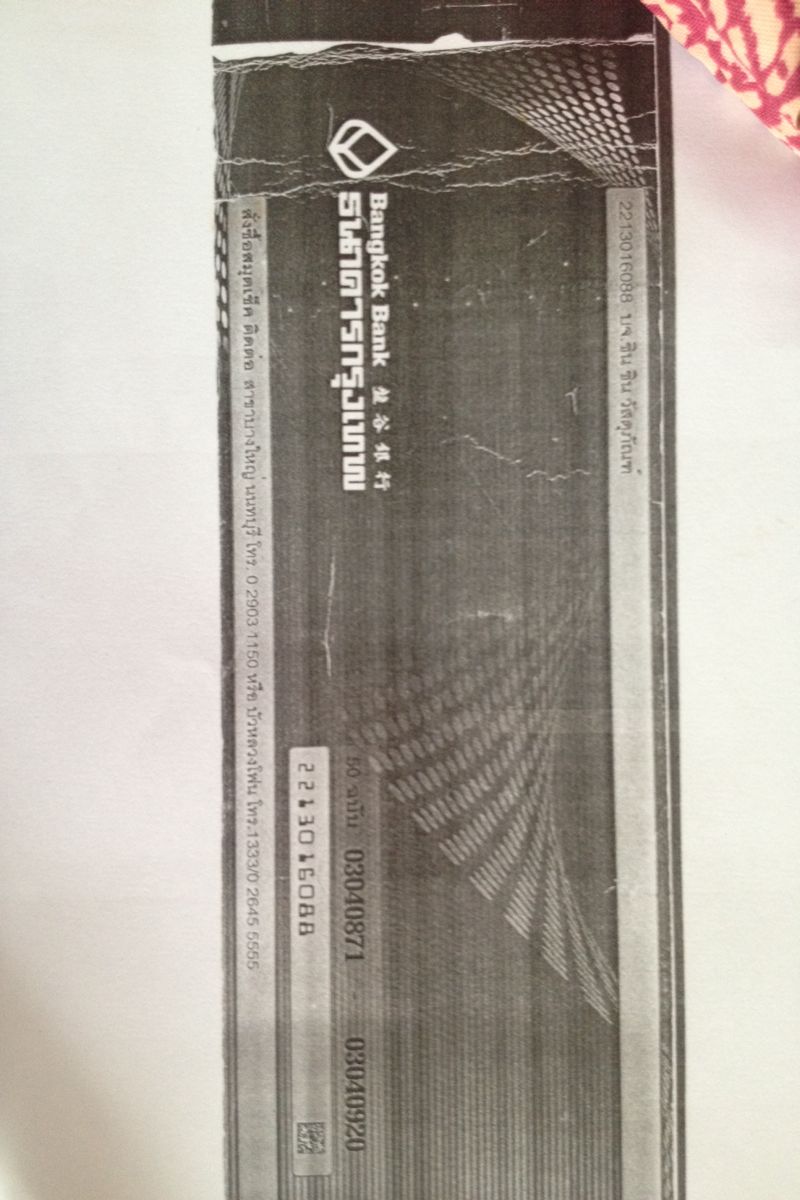 2213016088 บจ.ชิน ชิน วัสดุภัณฑ์
Bangkok Bank 盤谷銀行
ธนาคารกรุงเทพ
50 ฉบับ 03040871 - 03040920
2213016088
สั่งซื้อสมุดเช็ค ติดต่อ สาขาบางใหญ่ นนทบุรี โทร. 0 2903 1150 หรือ บัวหลวงโฟน โทร.1333/0 2645 5555